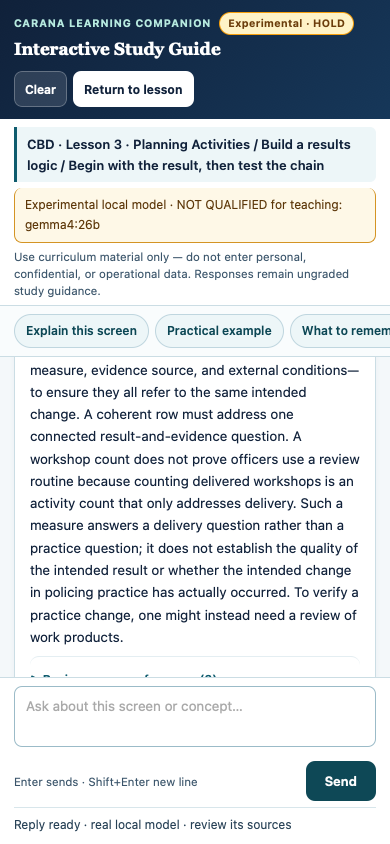 CARANA LEARNING COMPANION
Experimental · HOLD
Interactive Study Guide
Clear
Return to lesson
CBD · Lesson 3 · Planning Activities / Build a results
logic / Begin with the result, then test the chain
Experimental local model · NOT QUALIFIED for teaching:
gemma4:26b
Use curriculum material only — do not enter personal,
confidential, or operational data. Responses remain ungraded
study guidance.
Explain this screen
Practical example
What to remem
measure, evidence source, and external conditions—
to ensure they all refer to the same intended
change. A coherent row must address one
connected result-and-evidence question. A
workshop count does not prove officers use a review
routine because counting delivered workshops is an
activity count that only addresses delivery. Such a
measure answers a delivery question rather than a
practice question; it does not establish the quality of
the intended result or whether the intended change
in policing practice has actually occurred. To verify a
practice change, one might instead need a review of
work products.
Ask about this screen or concept...
Enter sends · Shift+Enter new line
Send
Reply ready · real local model · review its sources